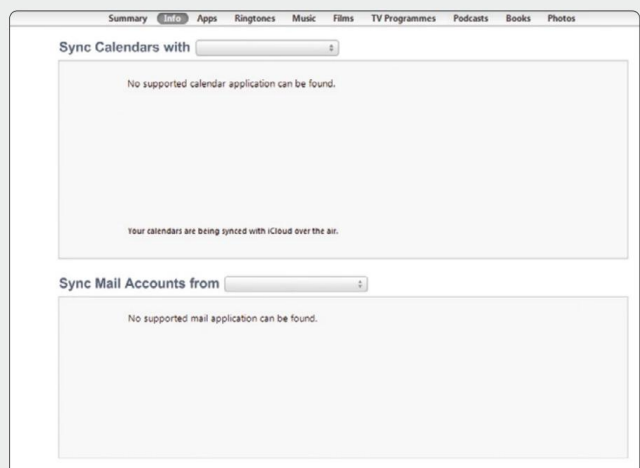 Summary Info Apps Ringtones Music Films TV Programmes Podcasts Books Photos
Sync Calendars with
No supported calendar application can be found.
Your calendars are being synced with iCloud over the air.
Sync Mail Accounts from
No supported mail application can be found.